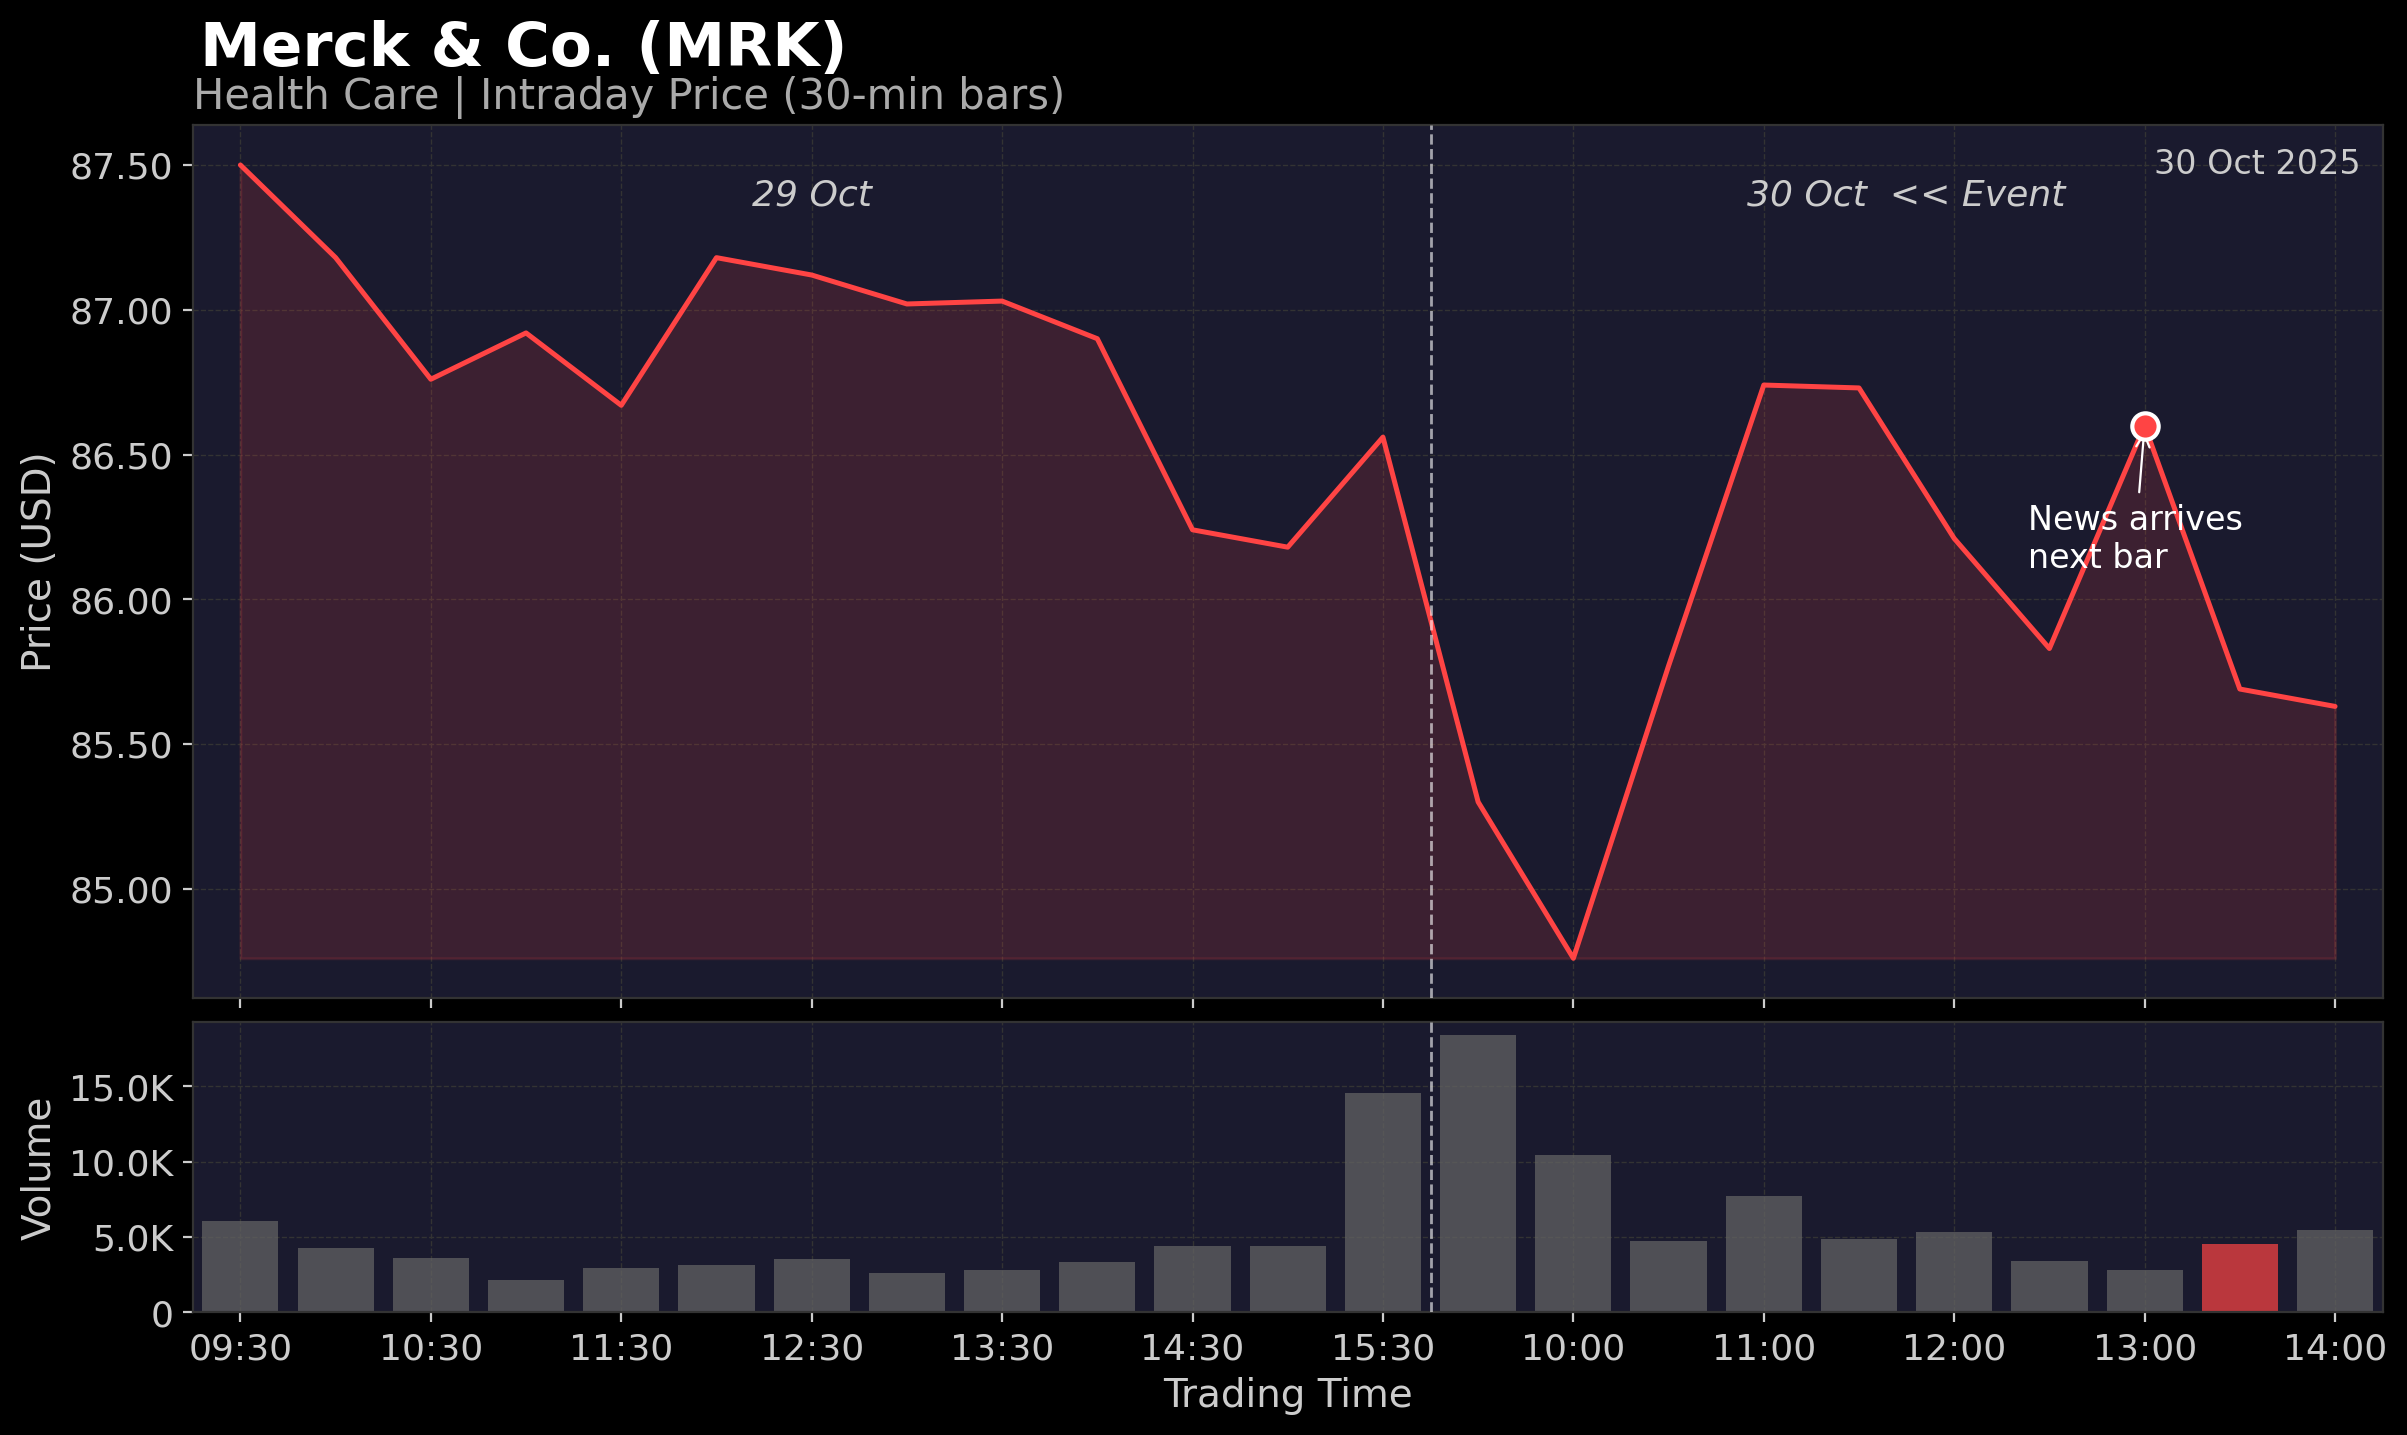 Merck & Co. (MRK)
Health Care | Intraday Price (30-min bars)
30 Oct 2025
29 Oct
30 Oct << Event
News arrives
next bar
Price (USD)
87.50
87.00
86.50
86.00
85.50
85.00
Volume
15.0K
10.0K
5.0K
0
09:30 10:30 11:30 12:30 13:30 14:30 15:30 10:00 11:00 12:00 13:00 14:00
Trading Time